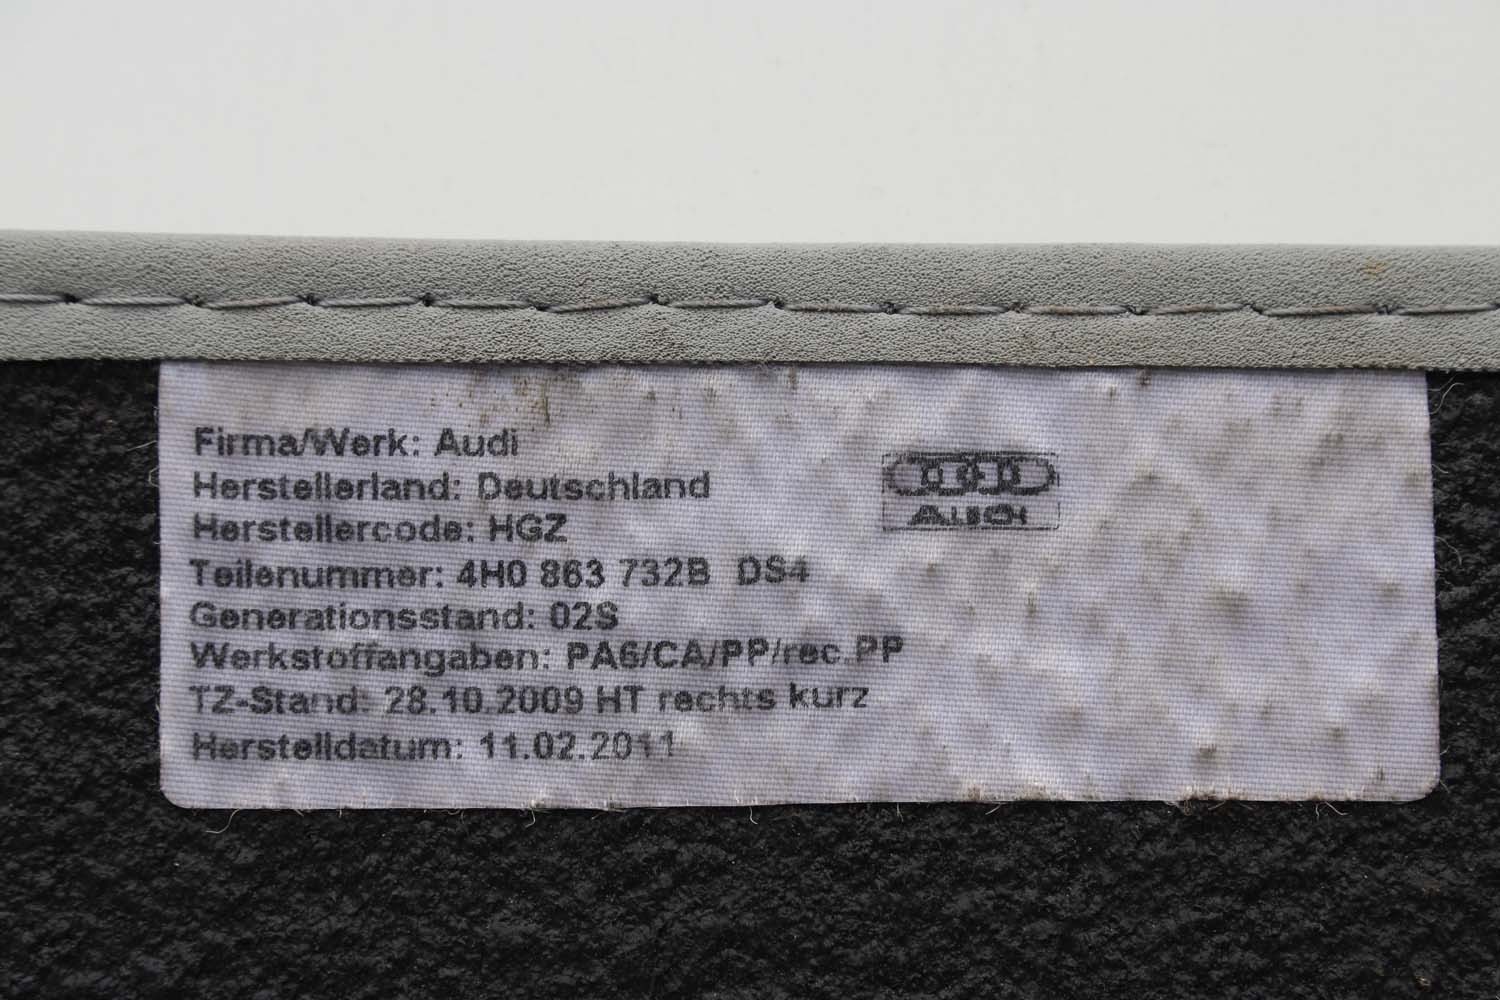 Firma/Werk: Audi
Herstellerland: Deutschland
Herstellercode: HGZ
Teilenummer: 4H0 863 732B DS4
Generationsstand: 02S
Werkstoffangaben: PA6/CA/PP/rec.PP
TZ-Stand: 28.10.2009 HT rechts kurz
Herstelldatum: 11.02.2011
Audi